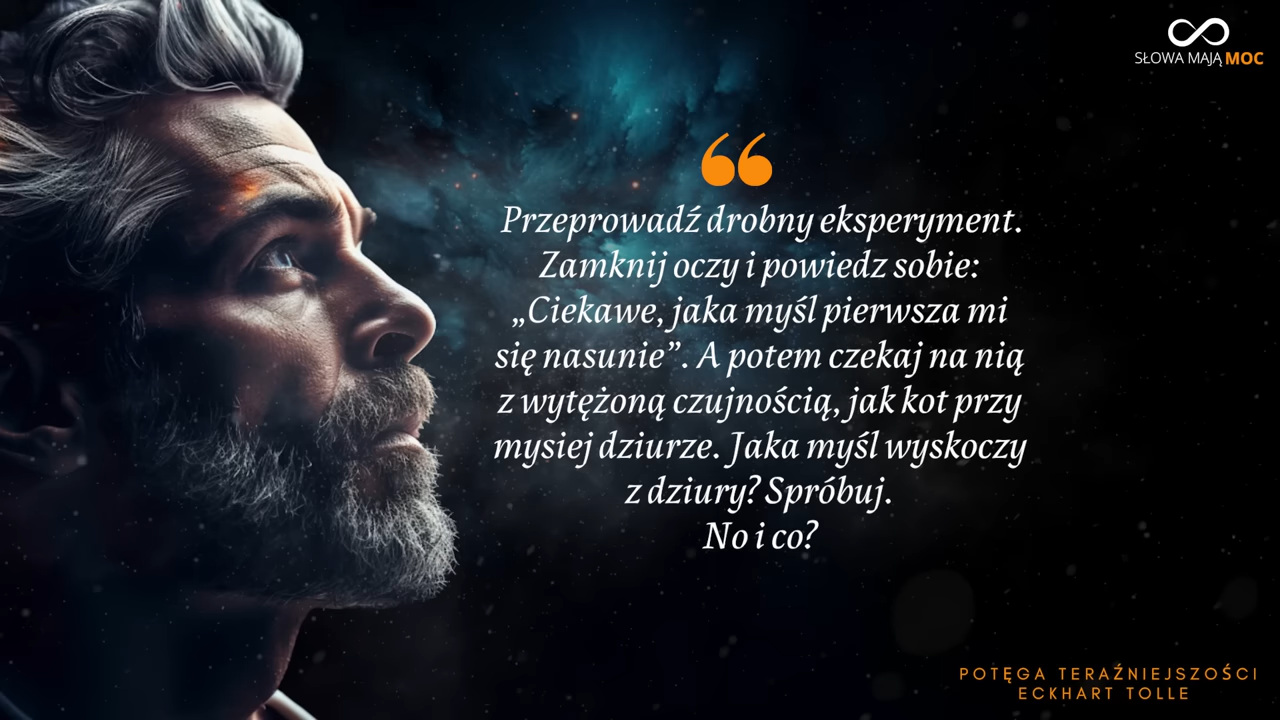 SŁOWA MAJĄ MOC
Przeprowadź drobny eksperyment.
Zamknij oczy i powiedz sobie:
„Ciekawe, jaka myśl pierwsza mi
się nasunie”. A potem czekaj na nią
z wytężoną czujnością, jak kot przy
mysiej dziurze. Jaka myśl wyskoczy
z dziury? Spróbuj.
No i co?
POTĘGA TERAŹNIEJSZOŚCI
ECKHART TOLLE